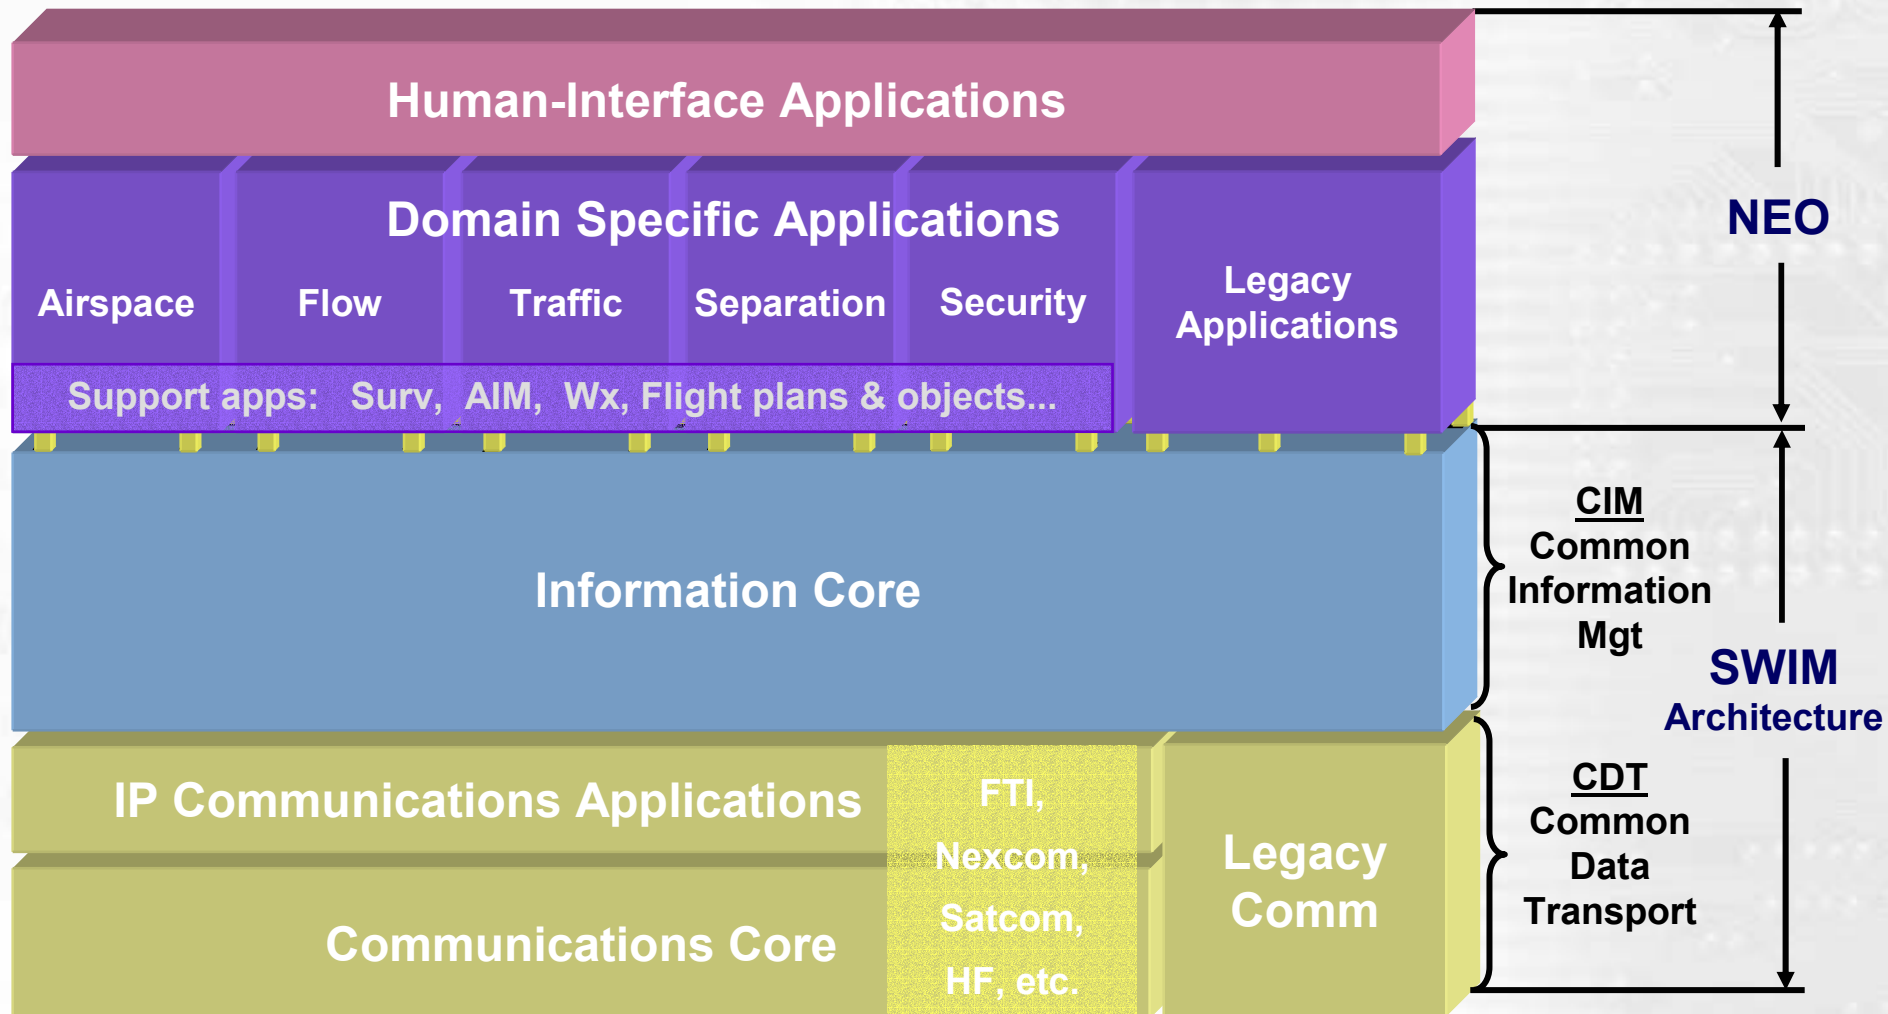 Human-Interface Applications
Domain Specific Applications
Airspace
Flow
Traffic
Separation
Security
Legacy
Applications
Support apps: Surv, AIM, Wx, Flight plans & objects...
Information Core
IP Communications Applications
Communications Core
FTI,
Nexcom,
Satcom,
HF, etc.
Legacy
Comm
NEO
CIM
Common
Information
Mgt
SWIM
Architecture
CDT
Common
Data
Transport